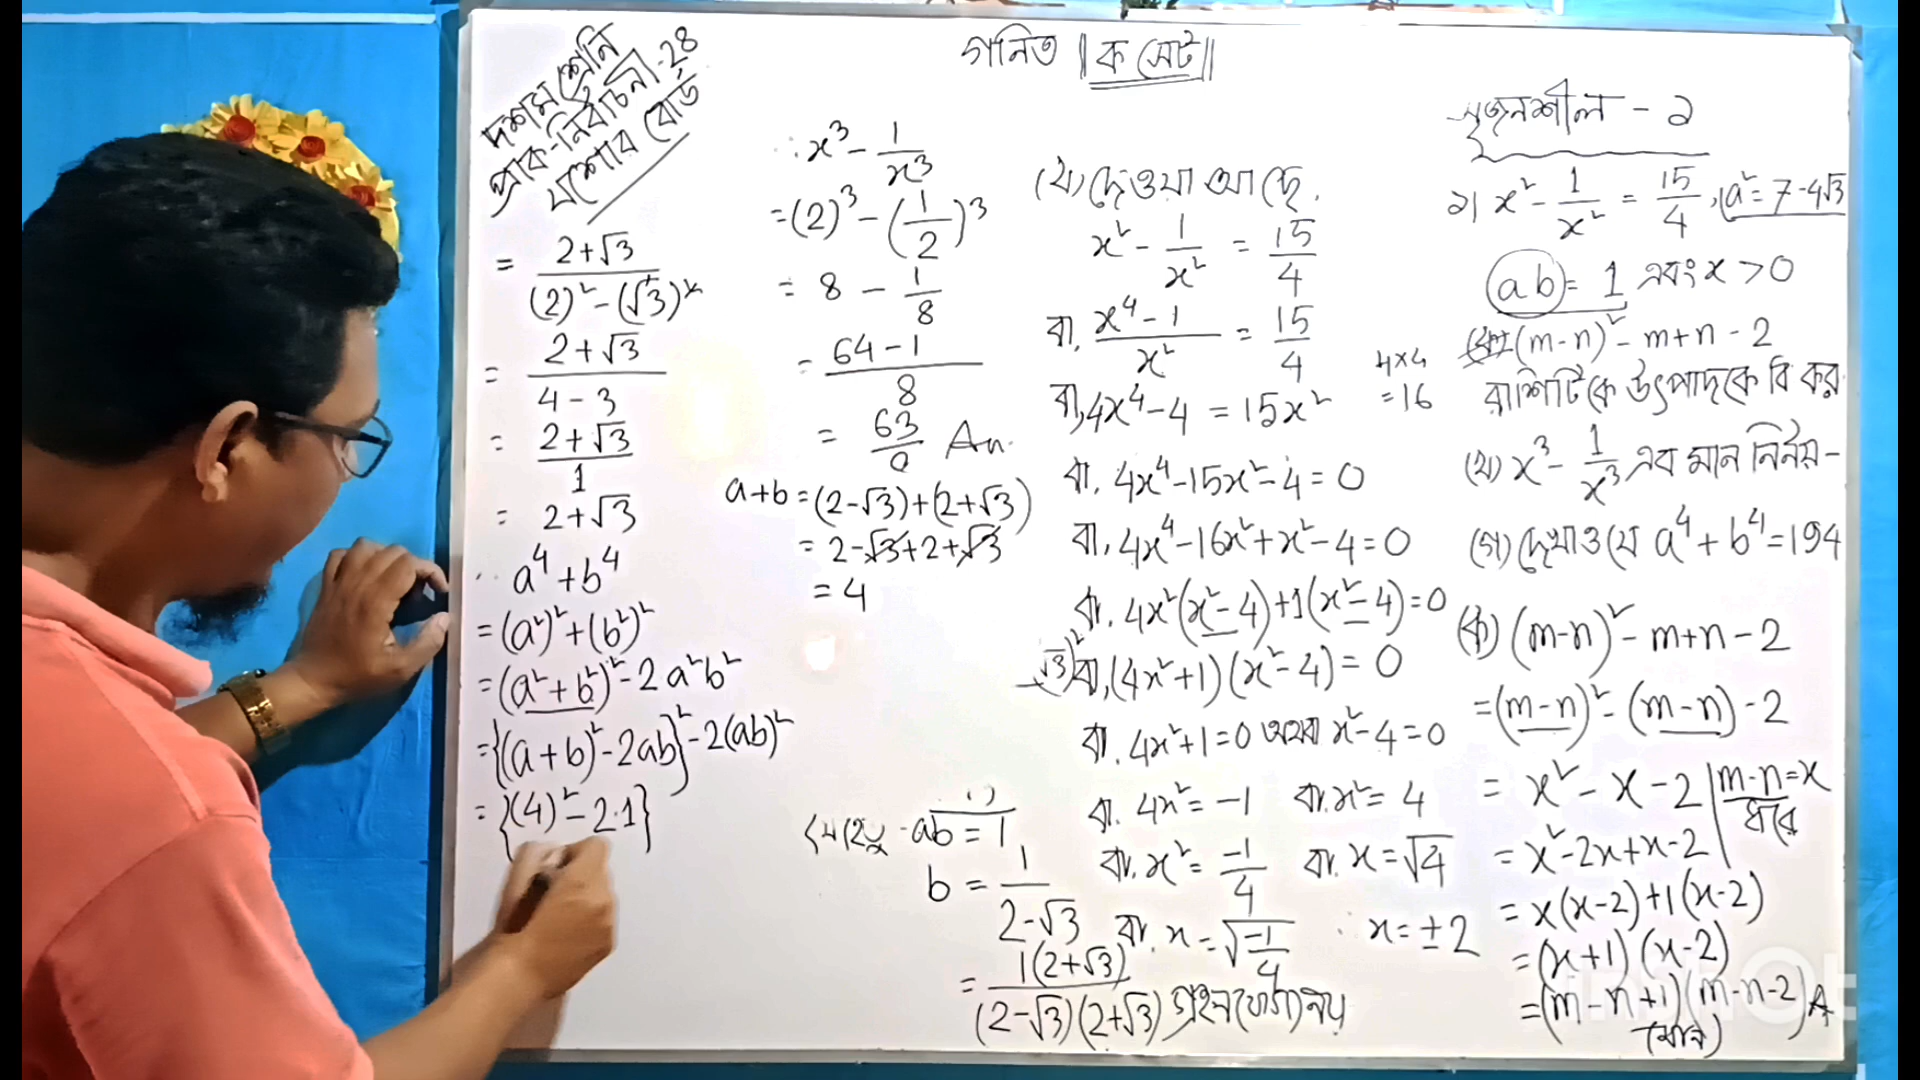 গনিত || ক সেট ||
দশম শ্রেনি
প্রাক-নির্বাচনী-24
যশোর বোর্ড
সৃজনশীল - ১
১| x² - 1/x² = 15/4, a² = 7-4√3
ab = 1 এবং x > 0
(ক) (m-n)² - m+n - 2
রাশিটিকে উৎপাদকে বি কর
(খ) x³ - 1/x³ এর মান নির্নয় -
(গ) দেখাও যে a⁴ + b⁴ = 194
(ক) (m-n)² - m+n - 2
= (m-n)² - (m-n) - 2
= x² - x - 2 | m-n = x ধরে
= x² - 2x + x - 2
= x(x-2) + 1(x-2)
= (x+1)(x-2)
= (m-n+1)(m-n-2) A
(খ) দেওয়া আছে,
x² - 1/x² = 15/4
বা, x⁴-1/x² = 15/4
4×4
=16
বা, 4x⁴-4 = 15x²
বা, 4x⁴-15x²-4 = 0
বা, 4x⁴-16x²+x²-4 = 0
বা, 4x²(x²-4)+1(x²-4) = 0
বা, (4x²+1)(x²-4) = 0
বা, 4x²+1=0 অথবা x²-4=0
বা, 4x² = -1 বা, x² = 4
বা, x² = -1/4 বা, x = √4
বা, x = √-1/4 ∴ x = ±2
গ্রহনযোগ্য নয়
∴ x³ - 1/x³
= (2)³ - (1/2)³
= 8 - 1/8
= 64-1/8
= 63/8 An.
√3)²
ab = 1
b = 1/2-√3
= 1(2+√3)/(2-√3)(2+√3)
= 2+√3/(2)²-(√3)²
= 2+√3/4-3
= 2+√3/1
= 2+√3
∴ a⁴+b⁴
= (a²)²+(b²)²
= (a²+b²)²-2a²b²
= {(a+b)²-2ab}²-2(ab)²
= {(4)²-2.1}
a+b = (2-√3)+(2+√3)
= 2-√3+2+√3
= 4